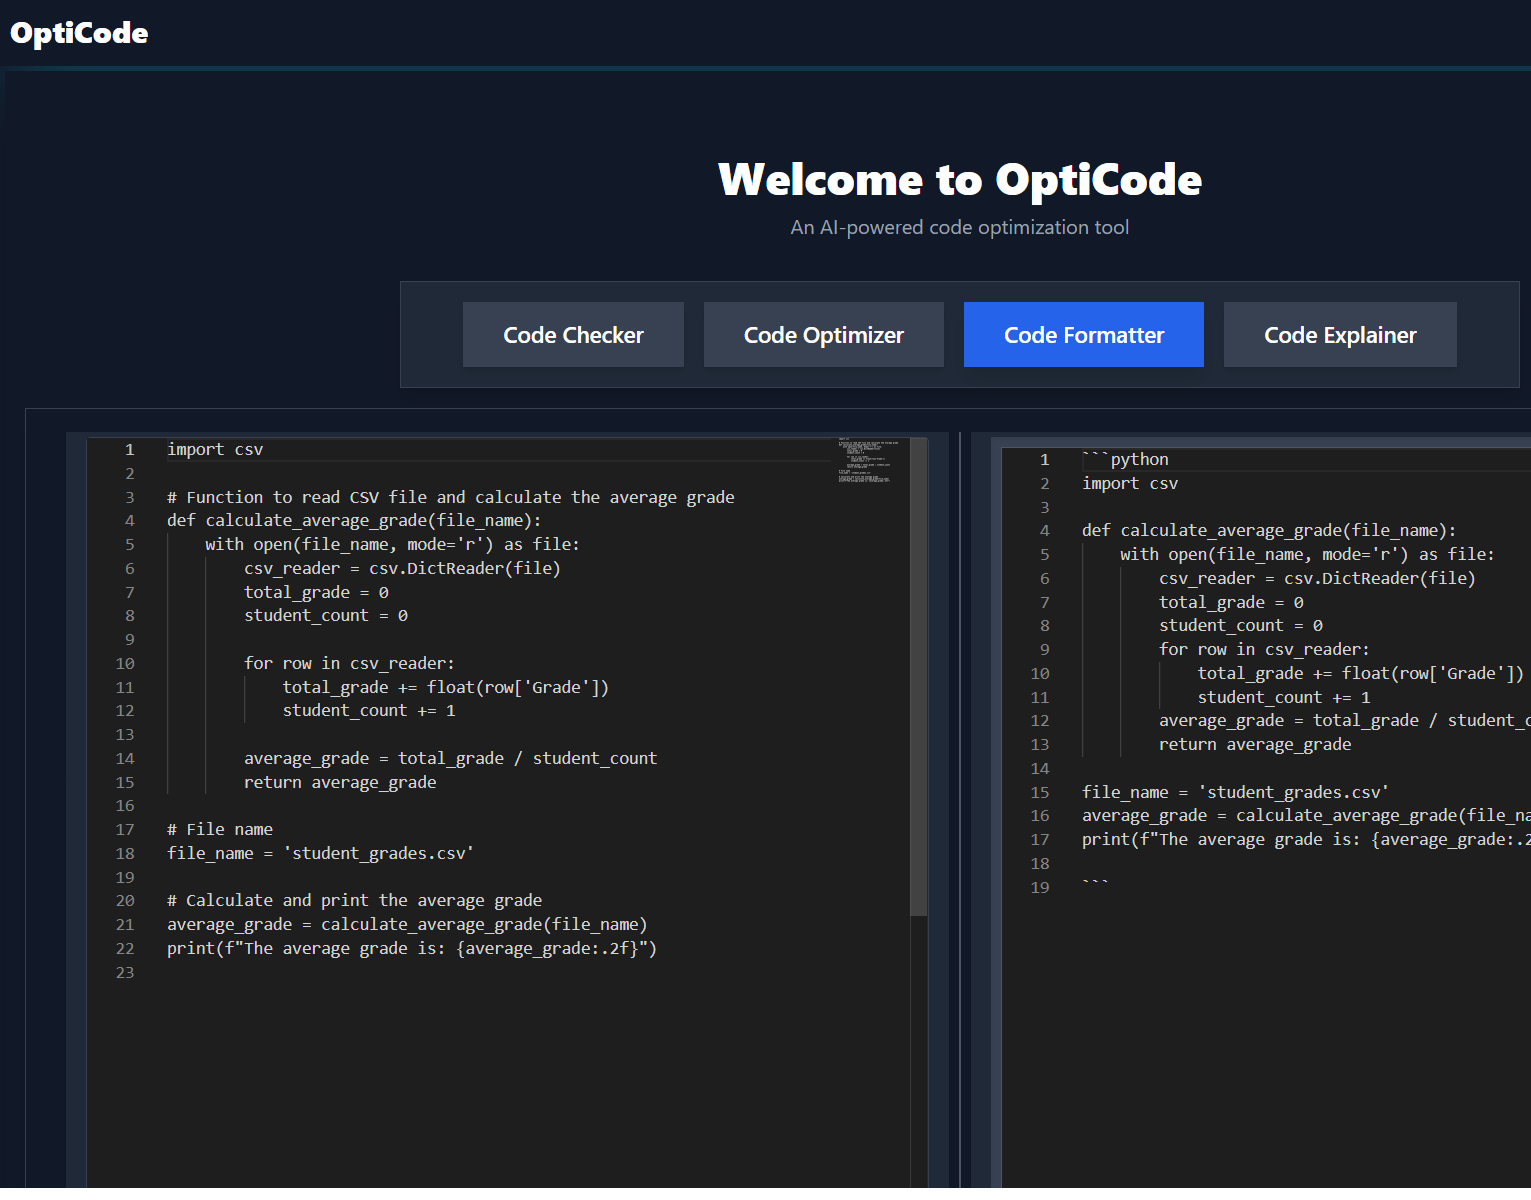 OptiCode
Welcome to OptiCode
An AI-powered code optimization tool
Code Checker
Code Optimizer
Code Formatter
Code Explainer
1 import csv
2
3 # Function to read CSV file and calculate the average grade
4 def calculate_average_grade(file_name):
5     with open(file_name, mode='r') as file:
6         csv_reader = csv.DictReader(file)
7         total_grade = 0
8         student_count = 0
9
10         for row in csv_reader:
11             total_grade += float(row['Grade'])
12             student_count += 1
13
14         average_grade = total_grade / student_count
15         return average_grade
16
17 # File name
18 file_name = 'student_grades.csv'
19
20 # Calculate and print the average grade
21 average_grade = calculate_average_grade(file_name)
22 print(f"The average grade is: {average_grade:.2f}")
23
1 ```python
2 import csv
3
4 def calculate_average_grade(file_name):
5     with open(file_name, mode='r') as file:
6         csv_reader = csv.DictReader(file)
7         total_grade = 0
8         student_count = 0
9         for row in csv_reader:
10             total_grade += float(row['Grade'])
11             student_count += 1
12         average_grade = total_grade / student_c
13         return average_grade
14
15 file_name = 'student_grades.csv'
16 average_grade = calculate_average_grade(file_na
17 print(f"The average grade is: {average_grade:.2
18
19 ```